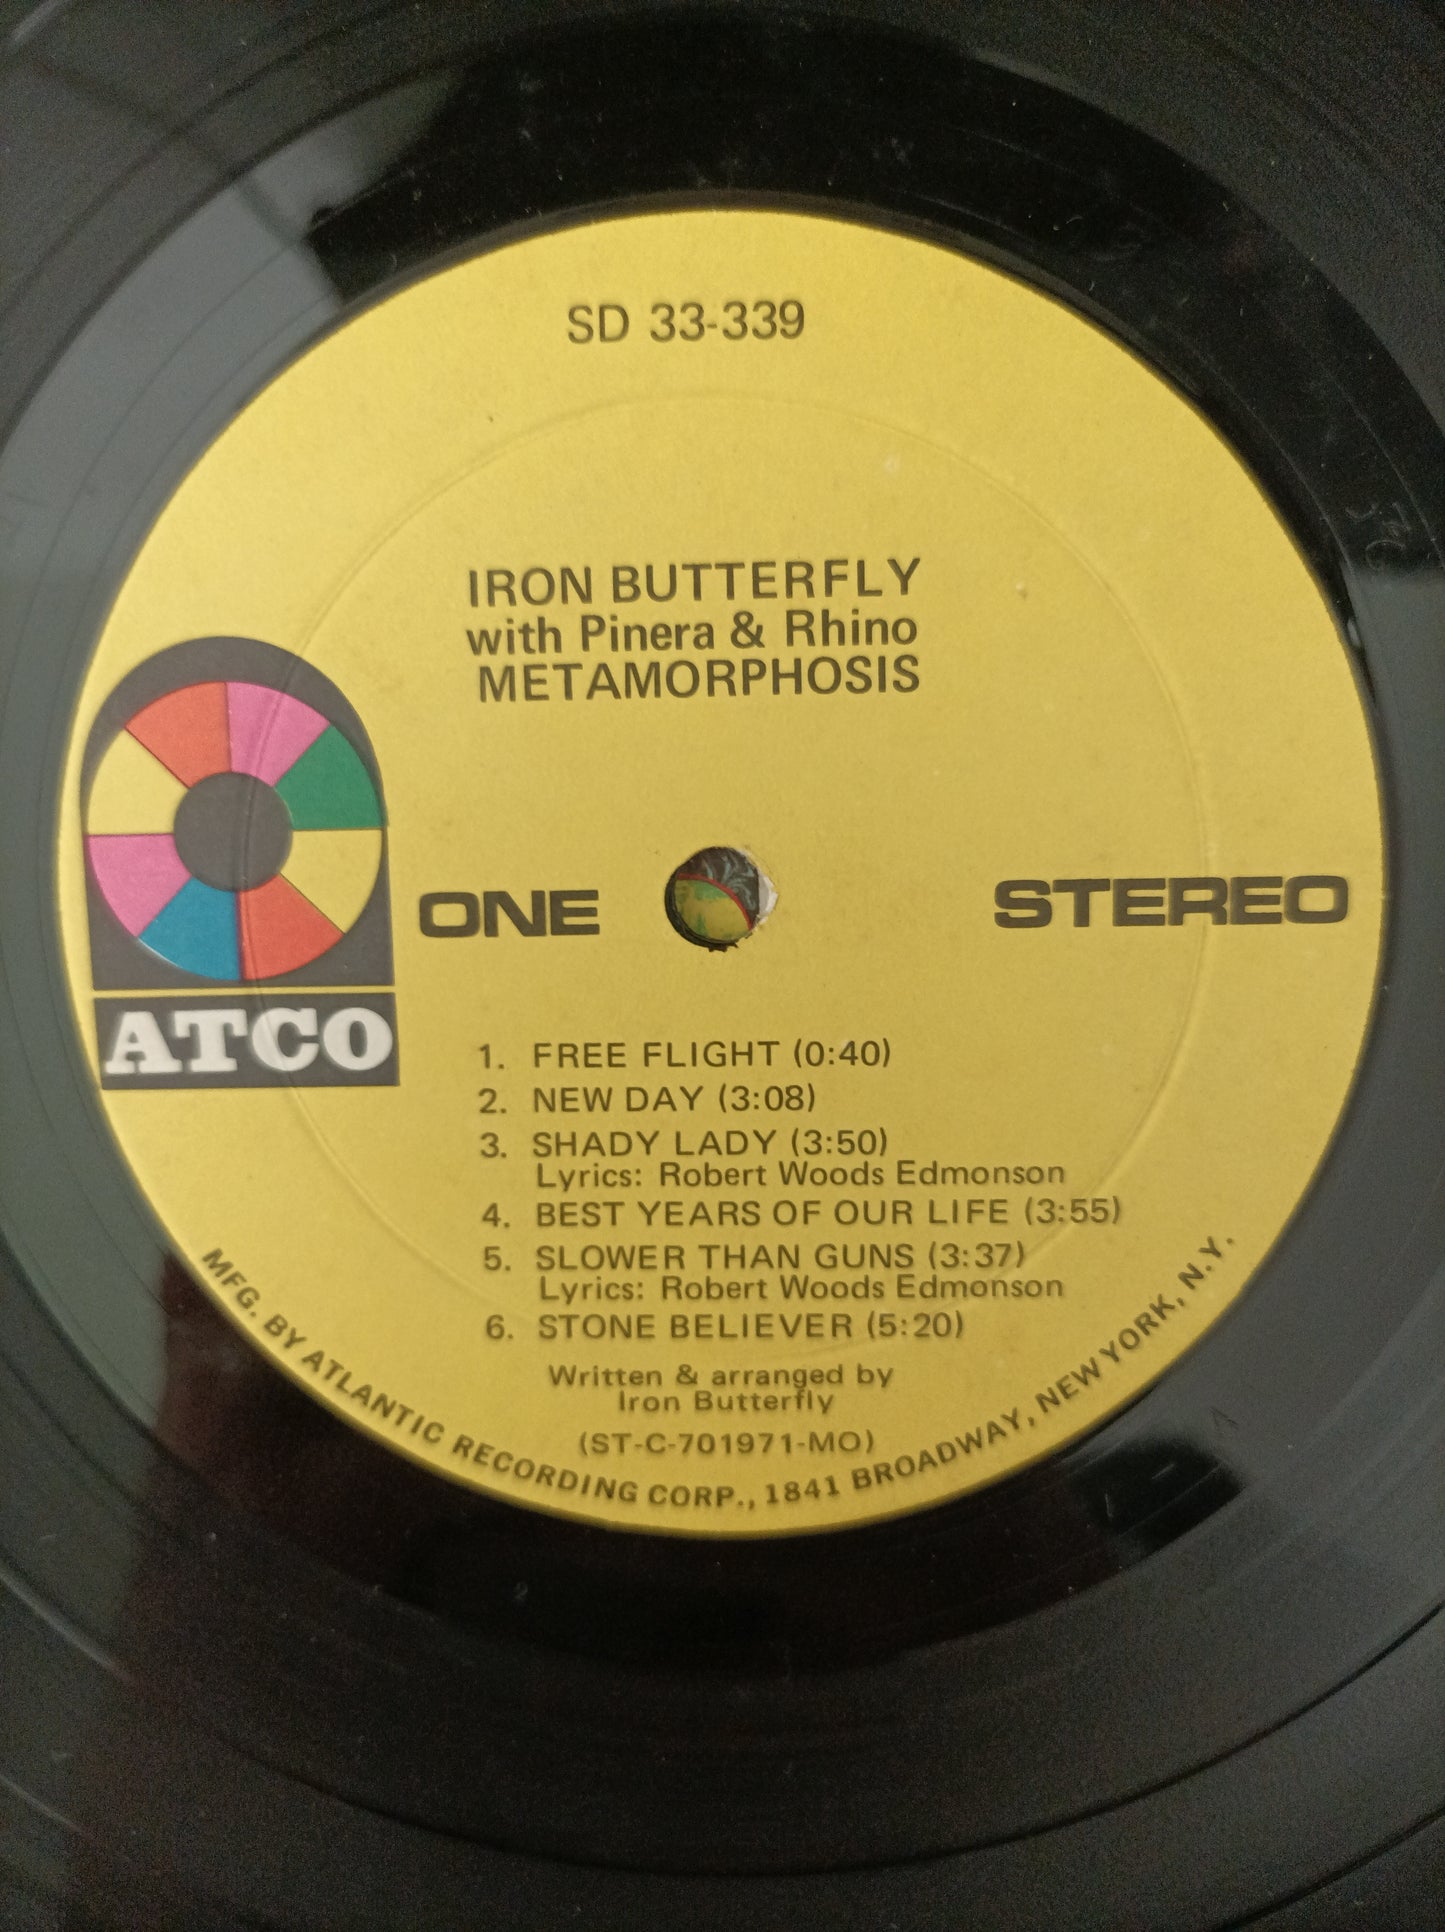 SD 33-339
IRON BUTTERFLY
with Pinera & Rhino
METAMORPHOSIS
ATCO
ONE
STEREO
1. FREE FLIGHT (0:40)
2. NEW DAY (3:08)
3. SHADY LADY (3:50)
Lyrics: Robert Woods Edmonson
4. BEST YEARS OF OUR LIFE (3:55)
5. SLOWER THAN GUNS (3:37)
Lyrics: Robert Woods Edmonson
6. STONE BELIEVER (5:20)
Written & arranged by
Iron Butterfly
(ST-C-701971-MO)
MFG. BY ATLANTIC RECORDING CORP., 1841 BROADWAY, NEW YORK, N.Y.